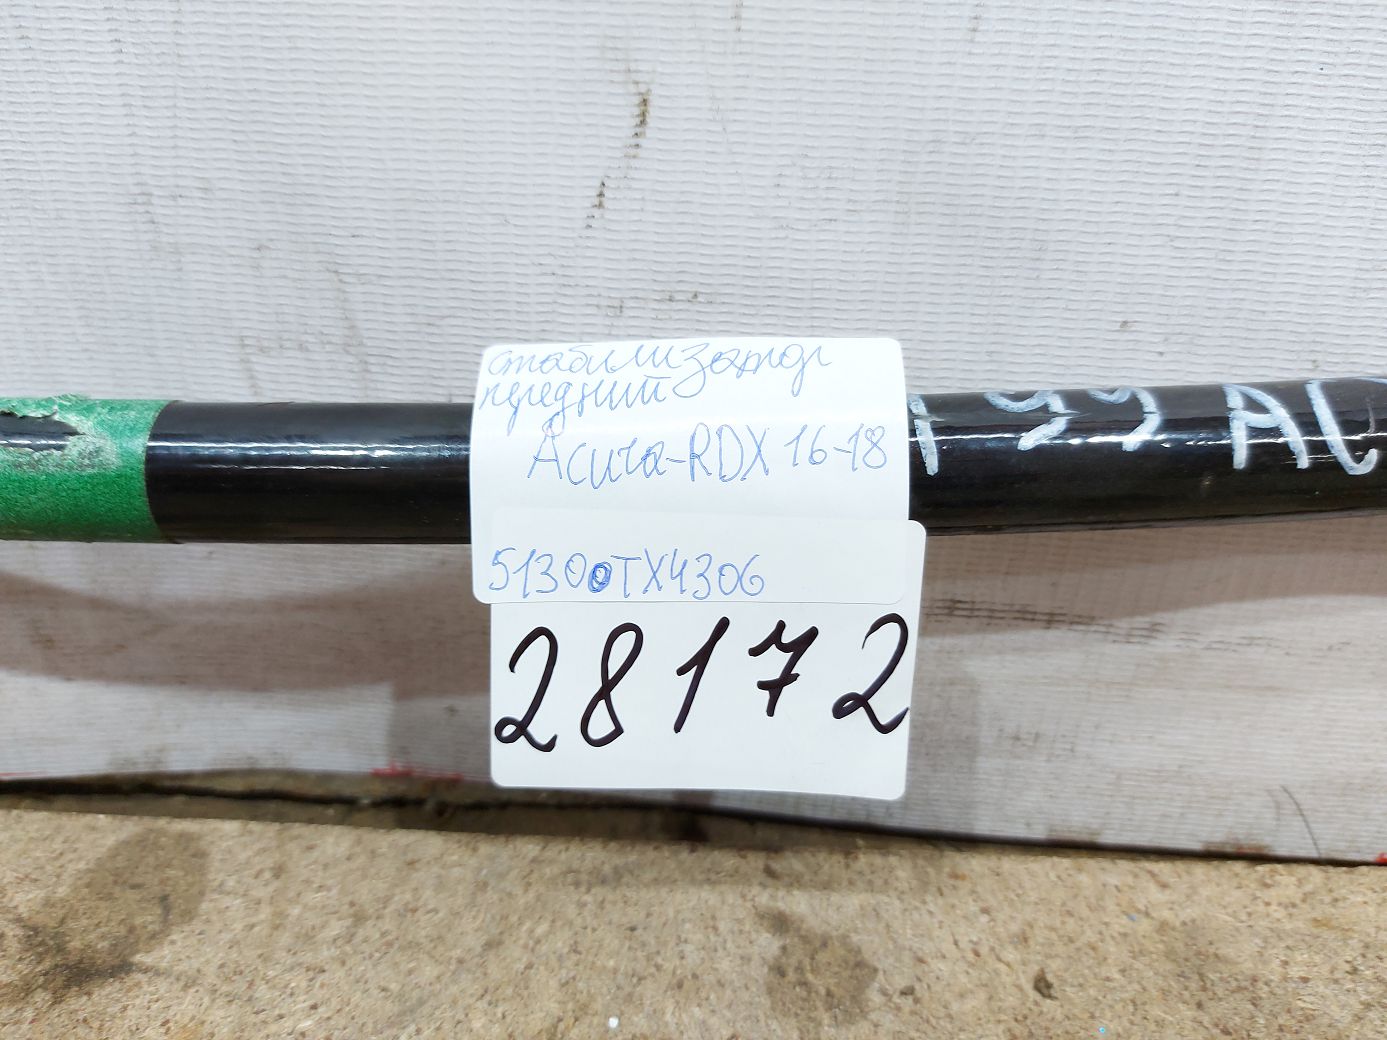 стабилизатор
передний
Acura-RDX 16-18
51300TX4306
28172